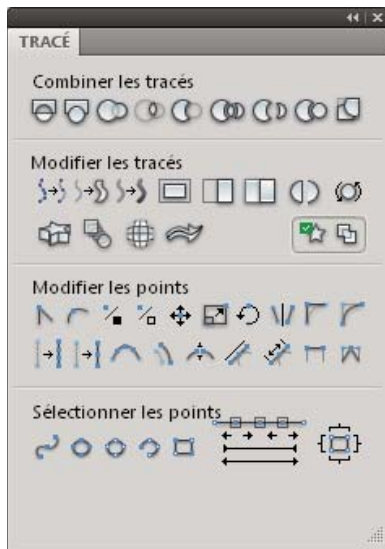 TRACÉ
Combiner les tracés
Modifier les tracés
Modifier les points
Sélectionner les points